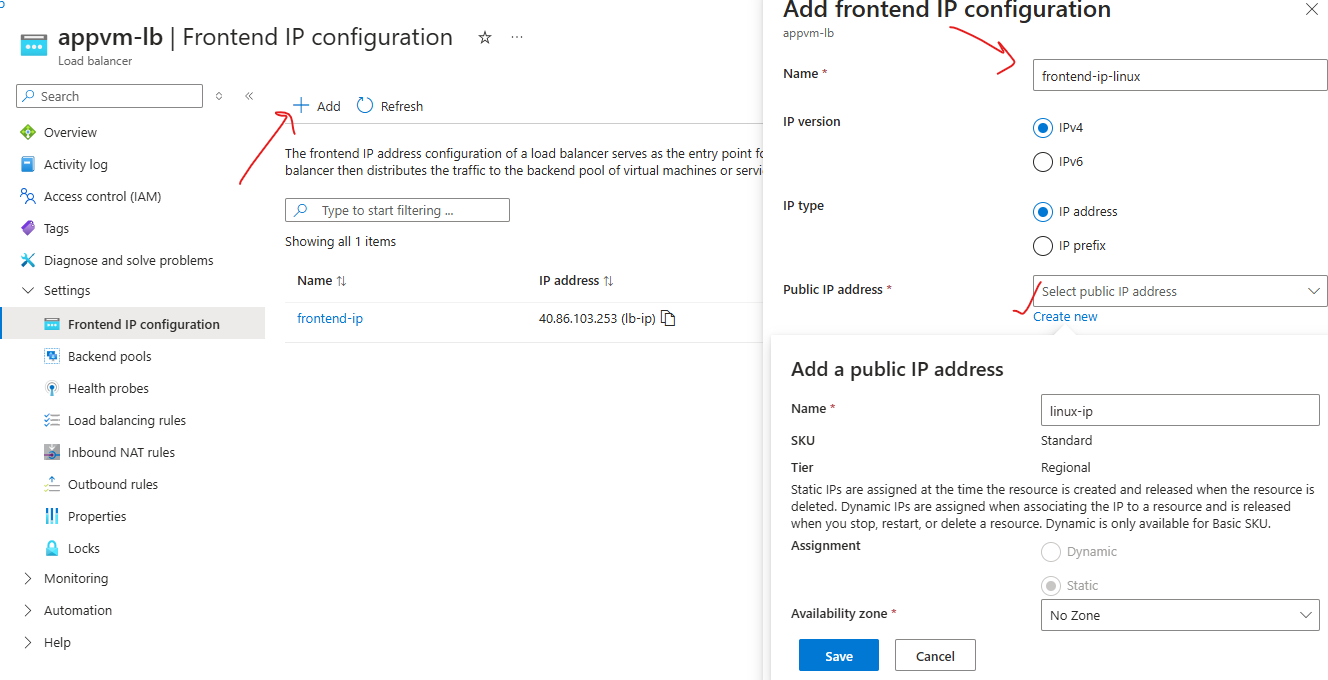 appvm-lb | Frontend IP configuration
Load balancer
Search
Overview
Activity log
Access control (IAM)
Tags
Diagnose and solve problems
Settings
Frontend IP configuration
Backend pools
Health probes
Load balancing rules
Inbound NAT rules
Outbound rules
Properties
Locks
Monitoring
Automation
Help
Add
Refresh
The frontend IP address configuration of a load balancer serves as the entry point fo
balancer then distributes the traffic to the backend pool of virtual machines or servi
Type to start filtering ...
Showing all 1 items
Name
IP address
frontend-ip
40.86.103.253 (lb-ip)
Add frontend IP configuration
appvm-lb
Name *
frontend-ip-linux
IP version
IPv4
IPv6
IP type
IP address
IP prefix
Public IP address *
Select public IP address
Create new
Add a public IP address
Name *
linux-ip
SKU
Standard
Tier
Regional
Static IPs are assigned at the time the resource is created and released when the resource is
deleted. Dynamic IPs are assigned when associating the IP to a resource and is released
when you stop, restart, or delete a resource. Dynamic is only available for Basic SKU.
Assignment
Dynamic
Static
Availability zone *
No Zone
Save
Cancel